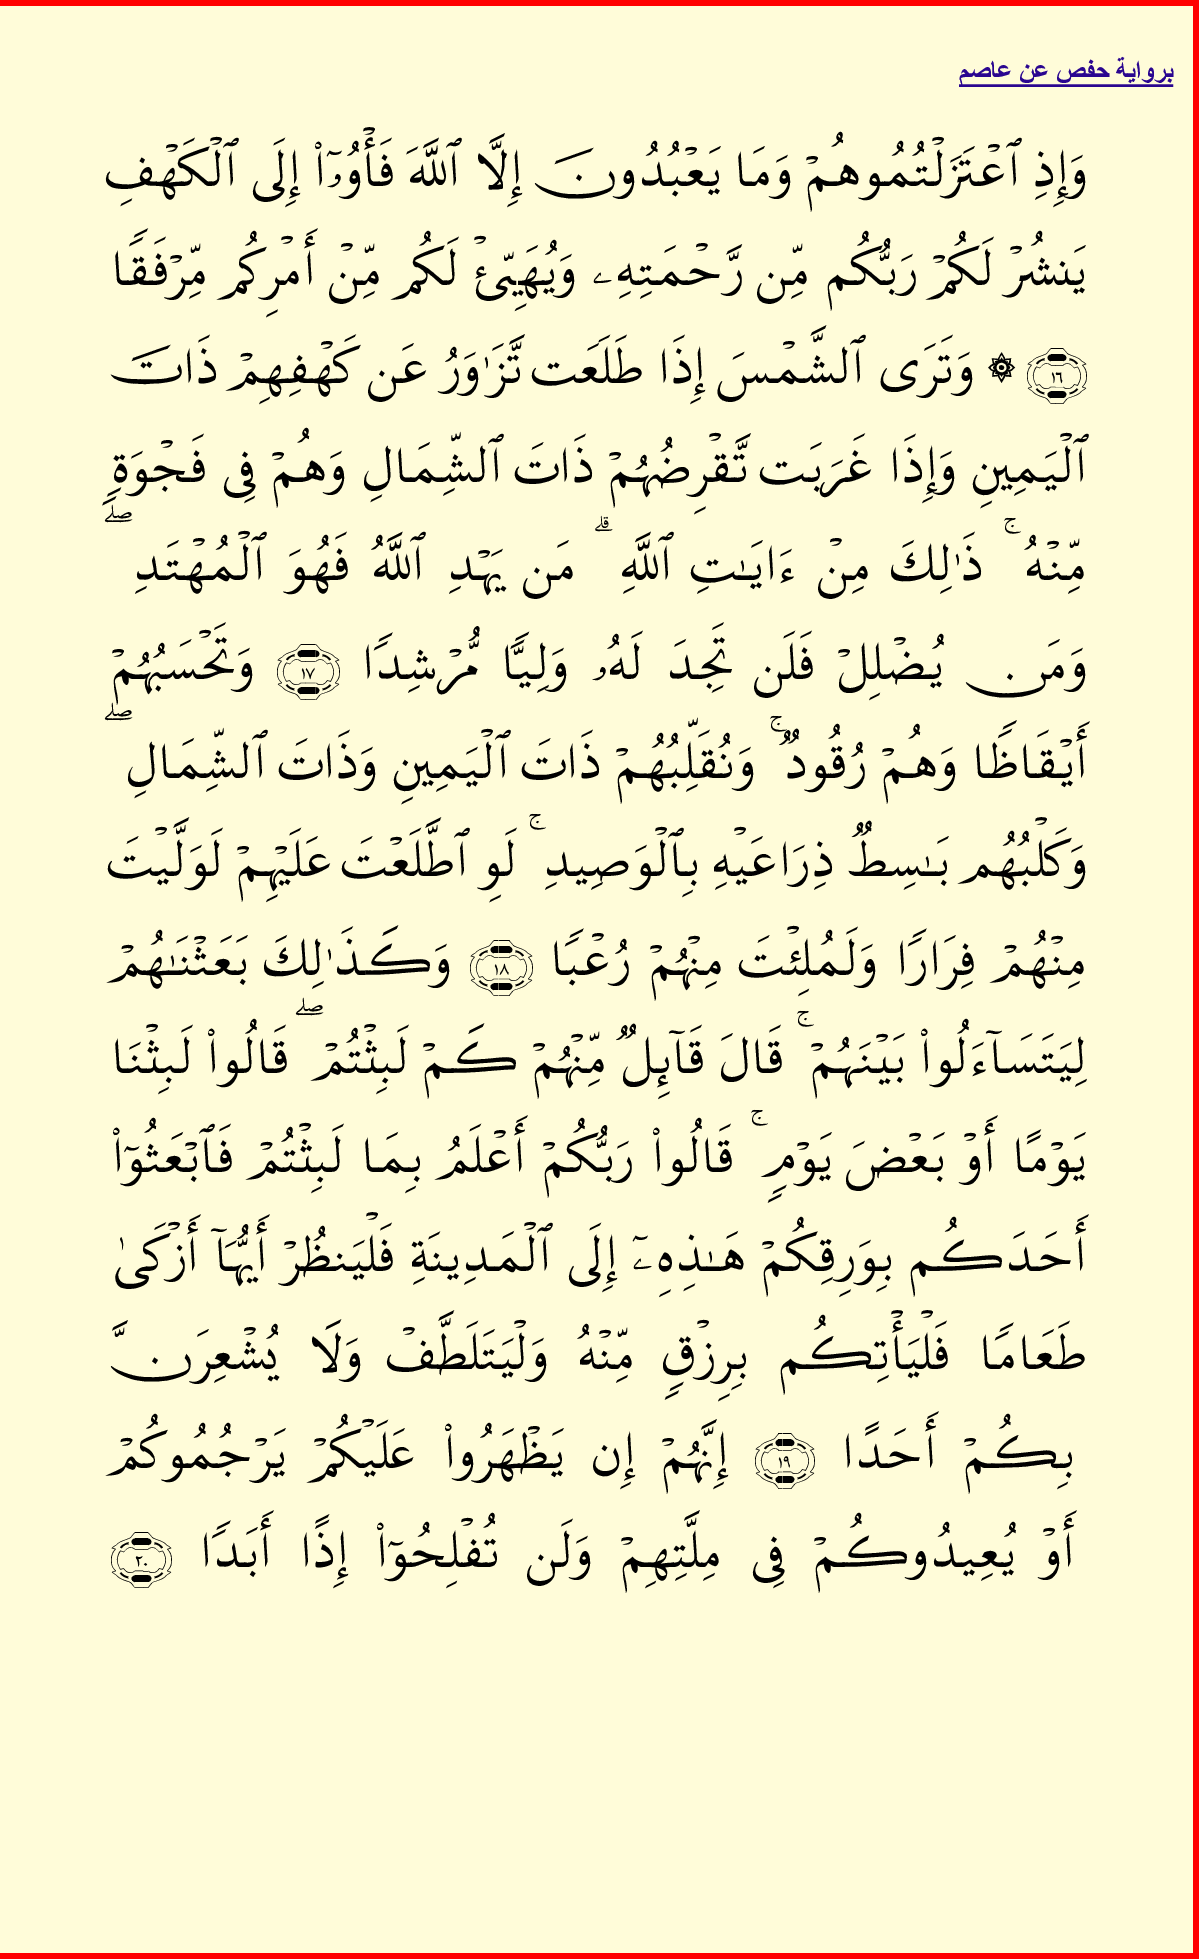 برواية حفص عن عاصم
وَإِذِ ٱعۡتَزَلۡتُمُوهُمۡ وَمَا يَعۡبُدُونَ إِلَّا ٱللَّهَ فَأۡوُۥٓاْ إِلَى ٱلۡكَهۡفِ
يَنشُرۡ لَكُمۡ رَبُّكُم مِّن رَّحۡمَتِهِۦ وَيُهَيِّئۡ لَكُم مِّنۡ أَمۡرِكُم مِّرۡفَقٗا
١٦ ۞ وَتَرَى ٱلشَّمۡسَ إِذَا طَلَعَت تَّزَٰوَرُ عَن كَهۡفِهِمۡ ذَاتَ
ٱلۡيَمِينِ وَإِذَا غَرَبَت تَّقۡرِضُهُمۡ ذَاتَ ٱلشِّمَالِ وَهُمۡ فِي فَجۡوَةٖ
مِّنۡهُۚ ذَٰلِكَ مِنۡ ءَايَٰتِ ٱللَّهِۗ مَن يَهۡدِ ٱللَّهُ فَهُوَ ٱلۡمُهۡتَدِۖ
وَمَن يُضۡلِلۡ فَلَن تَجِدَ لَهُۥ وَلِيّٗا مُّرۡشِدٗا ١٧ وَتَحۡسَبُهُمۡ
أَيۡقَاظٗا وَهُمۡ رُقُودٞۚ وَنُقَلِّبُهُمۡ ذَاتَ ٱلۡيَمِينِ وَذَاتَ ٱلشِّمَالِۖ
وَكَلۡبُهُم بَٰسِطٞ ذِرَاعَيۡهِ بِٱلۡوَصِيدِۚ لَوِ ٱطَّلَعۡتَ عَلَيۡهِمۡ لَوَلَّيۡتَ
مِنۡهُمۡ فِرَارٗا وَلَمُلِئۡتَ مِنۡهُمۡ رُعۡبٗا ١٨ وَكَذَٰلِكَ بَعَثۡنَٰهُمۡ
لِيَتَسَآءَلُواْ بَيۡنَهُمۡۚ قَالَ قَآئِلٞ مِّنۡهُمۡ كَمۡ لَبِثۡتُمۡۖ قَالُواْ لَبِثۡنَا
يَوۡمًا أَوۡ بَعۡضَ يَوۡمٖۚ قَالُواْ رَبُّكُمۡ أَعۡلَمُ بِمَا لَبِثۡتُمۡ فَٱبۡعَثُوٓاْ
أَحَدَكُم بِوَرِقِكُمۡ هَٰذِهِۦٓ إِلَى ٱلۡمَدِينَةِ فَلۡيَنظُرۡ أَيُّهَآ أَزۡكَىٰ
طَعَامٗا فَلۡيَأۡتِكُم بِرِزۡقٖ مِّنۡهُ وَلۡيَتَلَطَّفۡ وَلَا يُشۡعِرَنَّ
بِكُمۡ أَحَدًا ١٩ إِنَّهُمۡ إِن يَظۡهَرُواْ عَلَيۡكُمۡ يَرۡجُمُوكُمۡ
أَوۡ يُعِيدُوكُمۡ فِي مِلَّتِهِمۡ وَلَن تُفۡلِحُوٓاْ إِذًا أَبَدٗا ٢٠